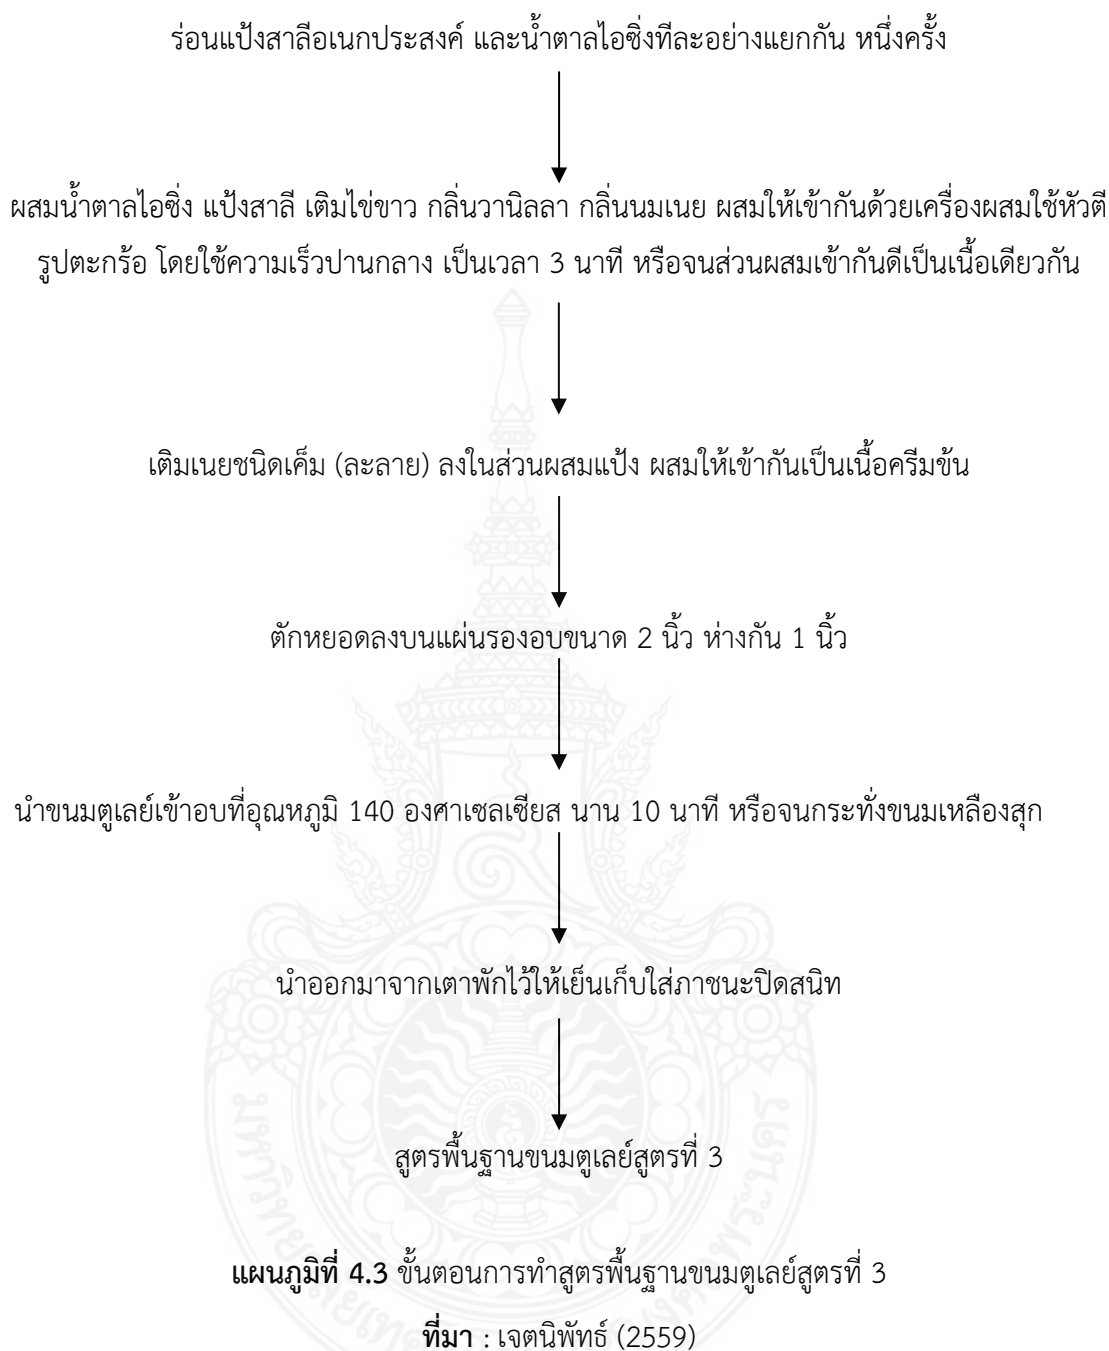 ร่อนแป้งสาลีอเนกประสงค์ และน้ำตาลไอซิ่งทีละอย่างแยกกัน หนึ่งครั้ง
ผสมน้ำตาลไอซิ่ง แป้งสาลี เติมไข่ขาว กลิ่นวานิลลา กลิ่นนมเนย ผสมให้เข้ากันด้วยเครื่องผสมใช้หัวตี
รูปตะกร้อ โดยใช้ความเร็วปานกลาง เป็นเวลา 3 นาที หรือจนส่วนผสมเข้ากันดีเป็นเนื้อเดียวกัน
เติมเนยชนิดเค็ม (ละลาย) ลงในส่วนผสมแป้ง ผสมให้เข้ากันเป็นเนื้อครีมข้น
ตักหยอดลงบนแผ่นรองอบขนาด 2 นิ้ว ห่างกัน 1 นิ้ว
นำขนมตูเลย์เข้าอบที่อุณหภูมิ 140 องศาเซลเซียส นาน 10 นาที หรือจนกระทั่งขนมเหลืองสุก
นำออกมาจากเตาพักไว้ให้เย็นเก็บใส่ภาชนะปิดสนิท
สูตรพื้นฐานขนมตูเลย์สูตรที่ 3
แผนภูมิที่ 4.3 ขั้นตอนการทำสูตรพื้นฐานขนมตูเลย์สูตรที่ 3
ที่มา : เจตนิพัทธ์ (2559)